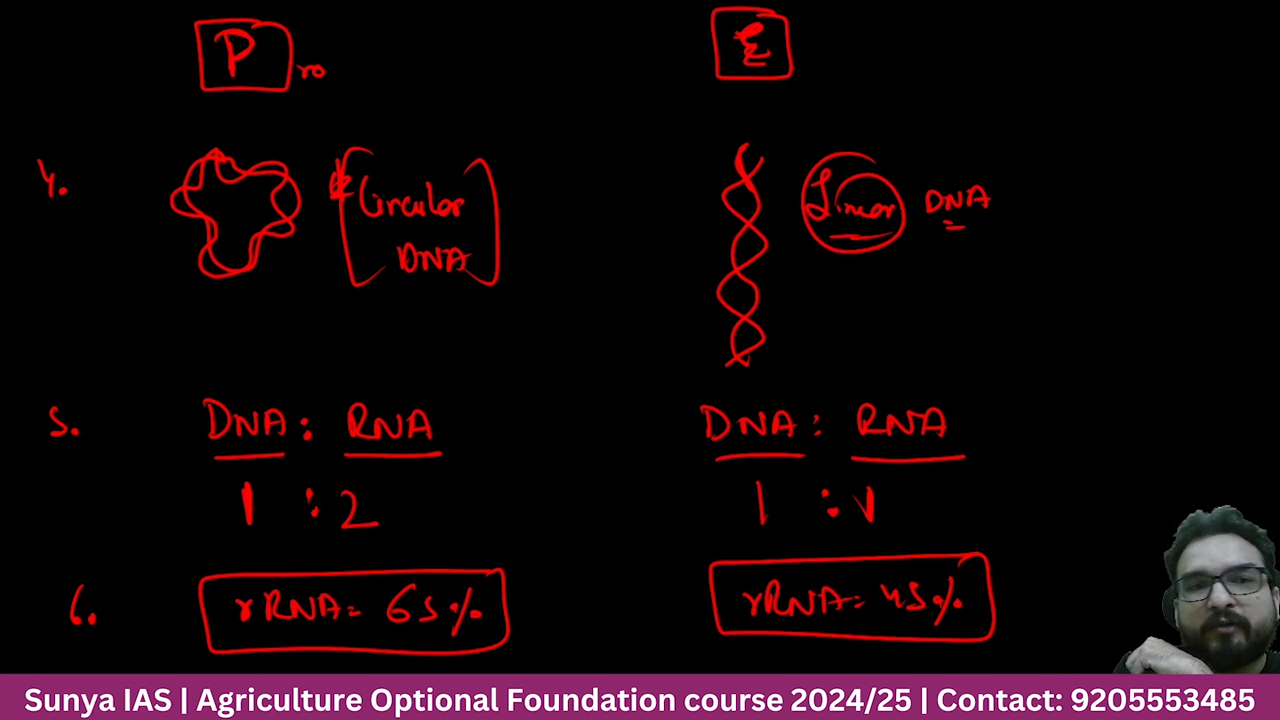 P ro
E
4.
Circular
DNA
Linear DNA
5.
DNA : RNA
DNA : RNA
1 : 2
1 : 1
6.
rRNA = 65%
rRNA = 45%
Sunya IAS | Agriculture Optional Foundation course 2024/25 | Contact: 9205553485